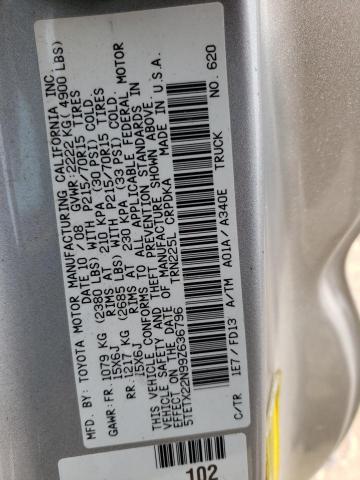 MFD. BY: TOYOTA MOTOR MANUFACTURING CALIFORNIA INC.
DATE 10 / 08 GVWR: 2222 KG ( 4900 LBS)
GAWR: FR. 1079 KG (2380 LBS) WITH P215/70R15 TIRES
15X6J RIMS AT 210 KPA (30 PSI) COLD.
RR. 1217 KG (2685 LBS) WITH P215/70R15 TIRES
15X6J RIMS AT 230 KPA (33 PSI) COLD.
THIS VEHICLE CONFORMS TO ALL APPLICABLE FEDERAL MOTOR
VEHICLE SAFETY AND THEFT PREVENTION STANDARDS IN
EFFECT ON THE DATE OF MANUFACTURE SHOWN ABOVE.
5TETX22N99Z636796 TRN225L CRPDKA MADE IN U.S.A.
C/TR 1E7 / FD13 A/TM A01A / A340E TRUCK NO. 620
102